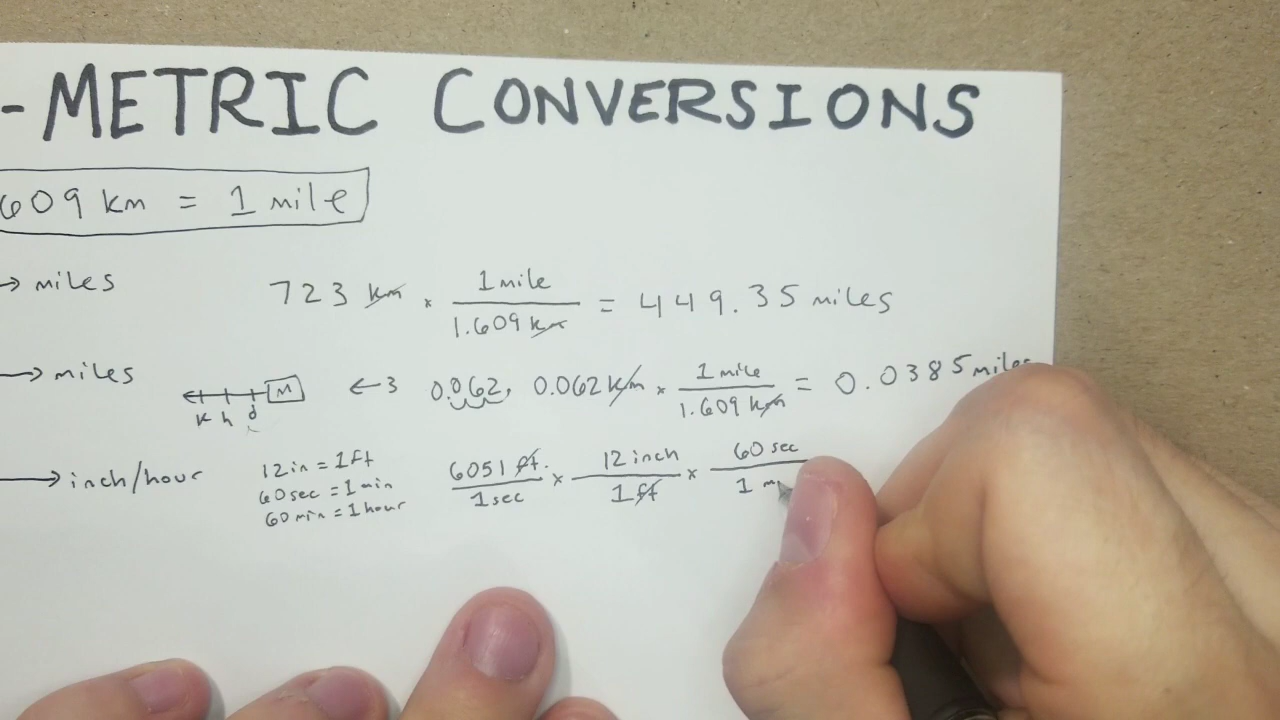 -METRIC CONVERSIONS
609 km = 1 mile
→ miles 723 km × 1 mile / 1.609 km = 449.35 miles
→ miles K h d M ← 3 0.062, 0.062 km × 1 mile / 1.609 km = 0.0385 miles
→ inch/hour
12 in = 1 ft
60 sec = 1 min
60 min = 1 hour
6051 ft. / 1 sec × 12 inch / 1 ft × 60 sec / 1 m